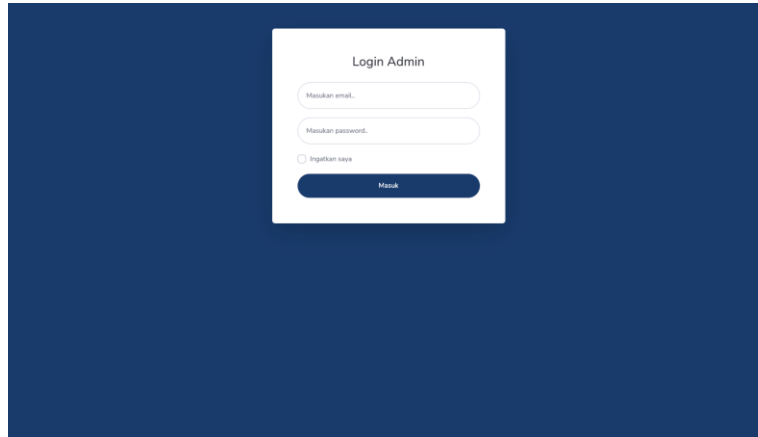 Login Admin
Masukan email..
Masukan password..
Ingatkan saya
Masuk